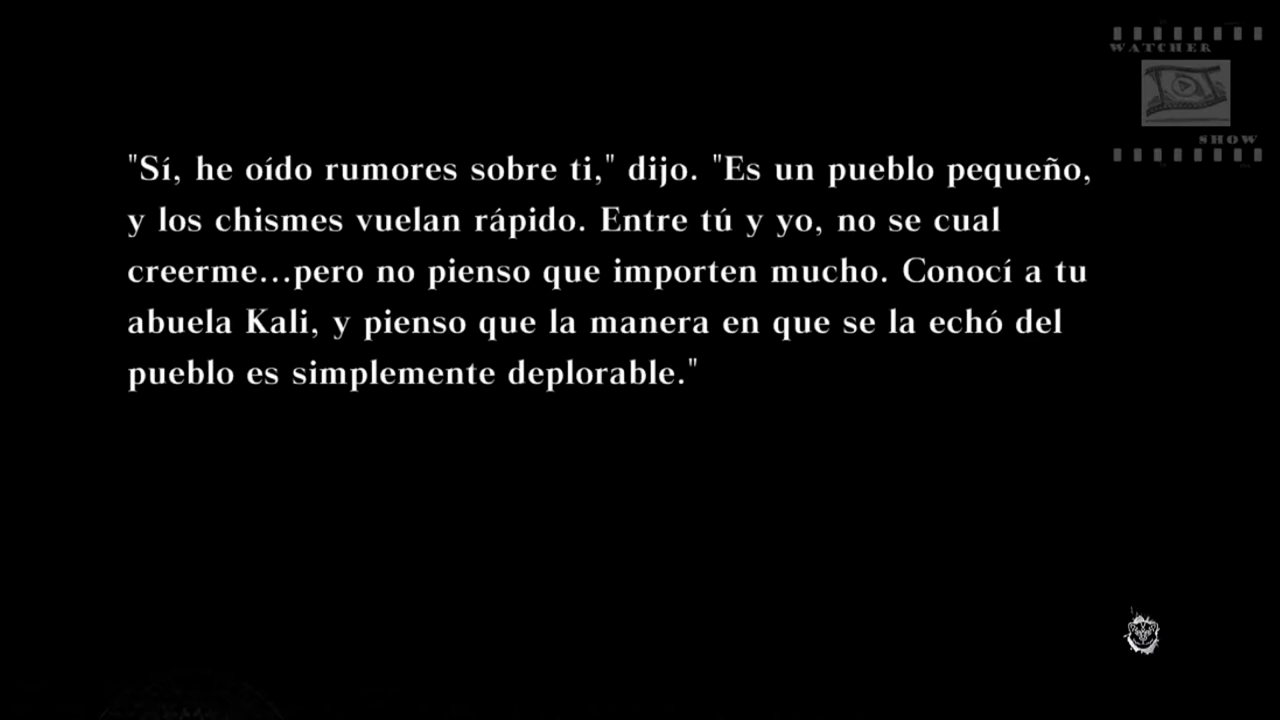 WATCHER
SHOW
"Sí, he oído rumores sobre ti," dijo. "Es un pueblo pequeño,
y los chismes vuelan rápido. Entre tú y yo, no se cual
creerme...pero no pienso que importen mucho. Conocí a tu
abuela Kali, y pienso que la manera en que se la echó del
pueblo es simplemente deplorable."